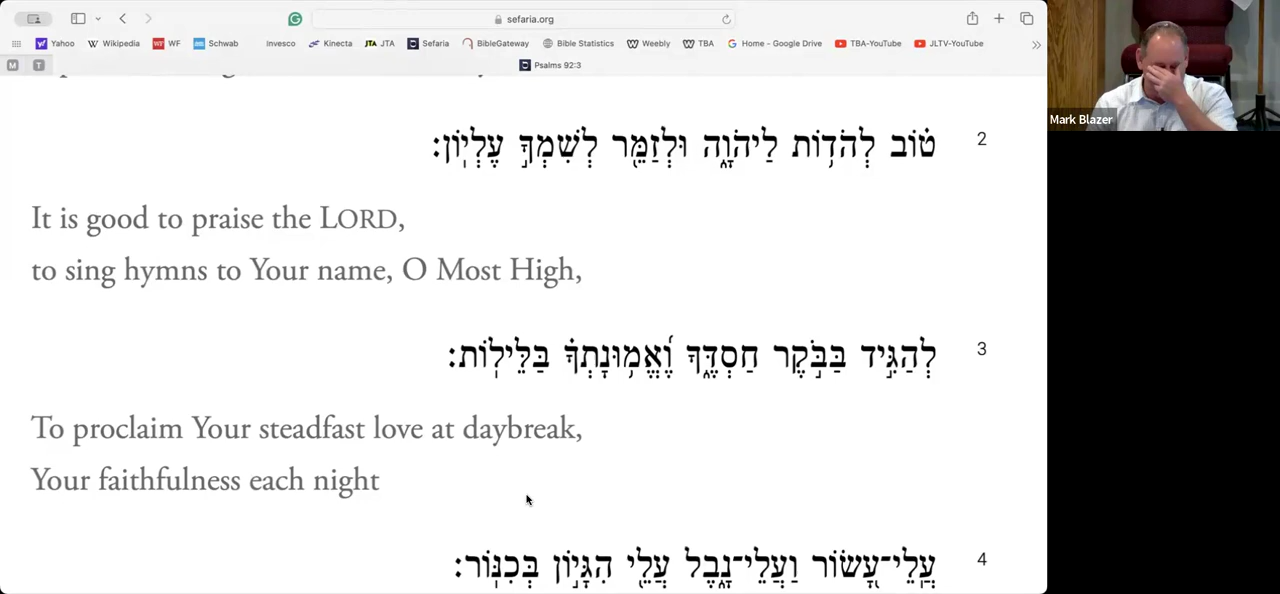 sefaria.org
Yahoo
W Wikipedia
WF WF
Schwab
Invesco
Kinecta
JTA JTA
Sefaria
BibleGateway
Bible Statistics
Weebly
TBA
Home - Google Drive
TBA-YouTube
JLTV-YouTube
M
T
Psalms 92:3
Mark Blazer
2
ט֗וֹב לְהֹד֥וֹת לַיהֹוָ֑ה וּלְזַמֵּ֖ר לְשִׁמְךָ֣ עֶלְיֽוֹן׃
It is good to praise the LORD,
to sing hymns to Your name, O Most High,
3
לְהַגִּ֣יד בַּבֹּ֣קֶר חַסְדֶּ֑ךָ וֶ֝אֱמ֥וּנָתְךָ֗ בַּלֵּילֽוֹת׃
To proclaim Your steadfast love at daybreak,
Your faithfulness each night
4
עֲֽלֵי־עָ֭שׂוֹר וַעֲלֵי־נָ֑בֶל עֲלֵ֖י הִגָּי֣וֹן בְּכִנּֽוֹר׃